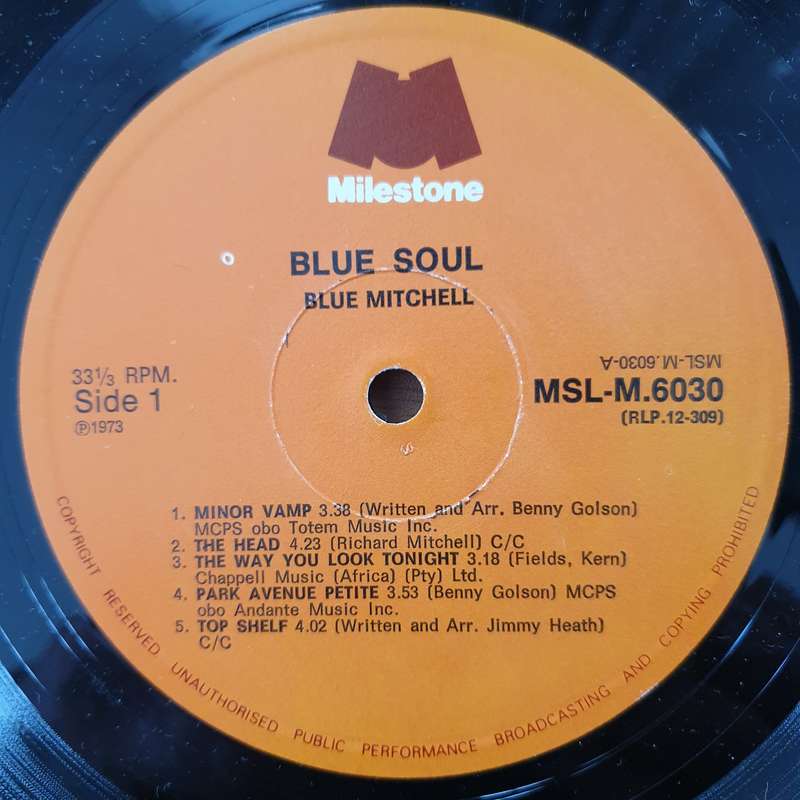 Milestone
BLUE SOUL
BLUE MITCHELL
33⅓ RPM.
Side 1
℗1973
MSL-M.6030-A
MSL-M.6030
(RLP.12-309)
1. MINOR VAMP 3.38 (Written and Arr. Benny Golson)
MCPS obo Totem Music Inc.
2. THE HEAD 4.23 (Richard Mitchell) C/C
3. THE WAY YOU LOOK TONIGHT 3.18 (Fields, Kern)
Chappell Music (Africa) (Pty) Ltd.
4. PARK AVENUE PETITE 3.53 (Benny Golson) MCPS
obo Andante Music Inc.
5. TOP SHELF 4.02 (Written and Arr. Jimmy Heath)
C/C
COPYRIGHT RESERVED UNAUTHORISED PUBLIC PERFORMANCE BROADCASTING AND COPYING PROHIBITED